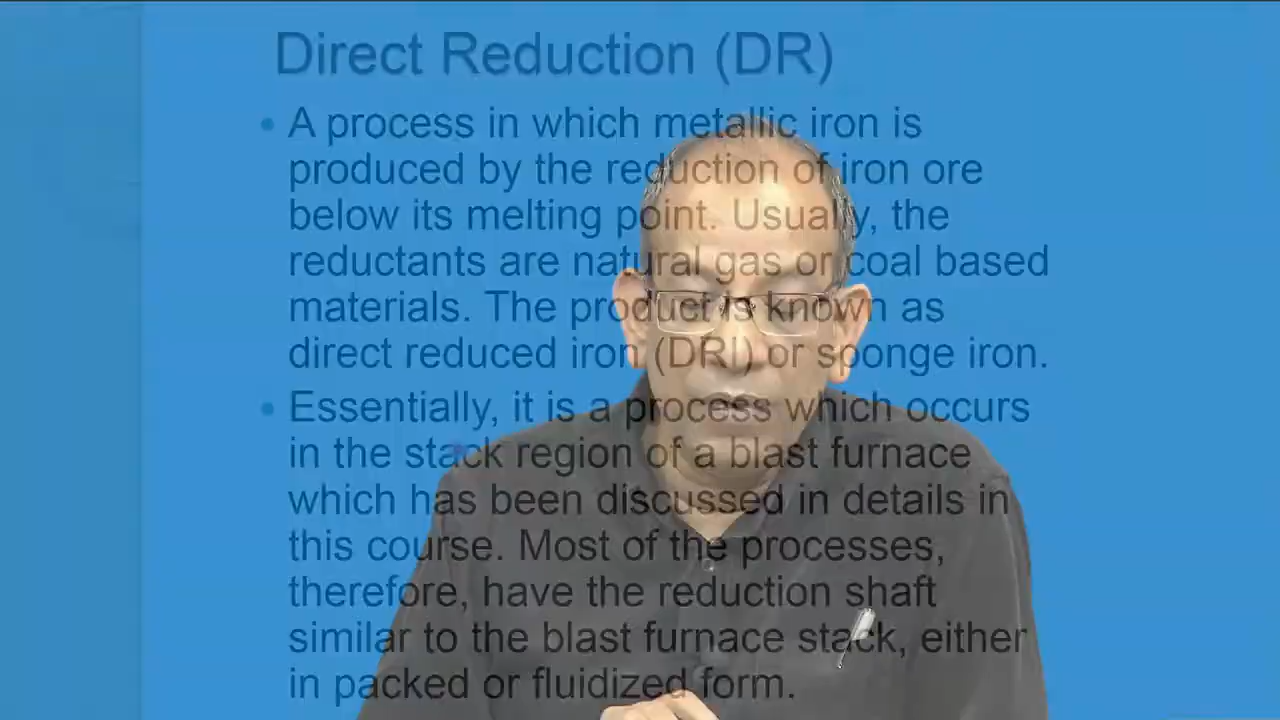 Direct Reduction (DR)
• A process in which metallic iron is
produced by the reduction of iron ore
below its melting point. Usually, the
reductants are natural gas or coal based
materials. The product is known as
direct reduced iron (DRI) or sponge iron.
• Essentially, it is a process which occurs
in the stack region of a blast furnace
which has been discussed in details in
this course. Most of the processes,
therefore, have the reduction shaft
similar to the blast furnace stack, either
in packed or fluidized form.